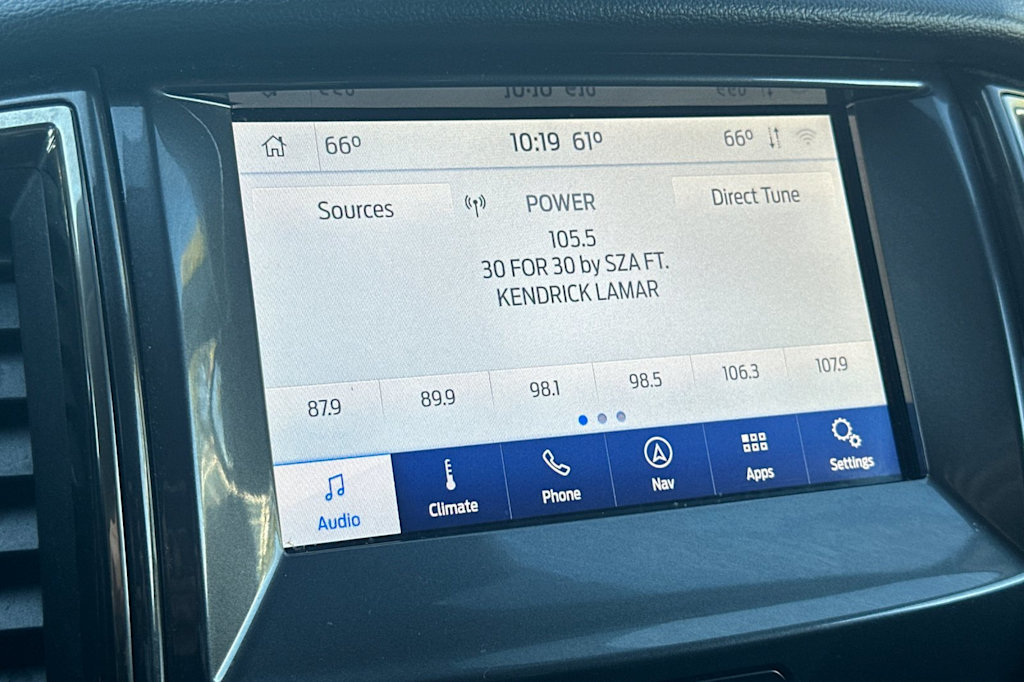 66° 10:19 61° 66°
Sources POWER Direct Tune
105.5
30 FOR 30 by SZA FT.
KENDRICK LAMAR
87.9 89.9 98.1 98.5 106.3 107.9
Audio Climate Phone Nav Apps Settings